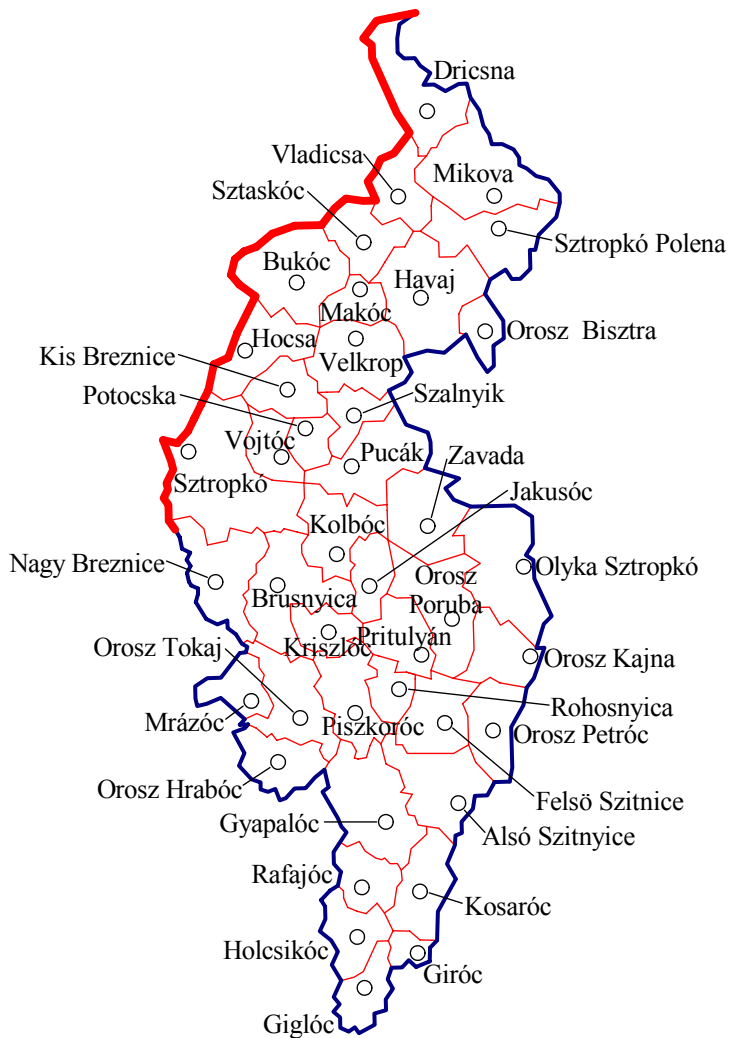 Dricsna
Vladicsa
Mikova
Sztaskóc
Sztropkó Polena
Bukóc
Havaj
Makóc
Orosz Bisztra
Hocsa
Kis Breznice
Velkrop
Potocska
Szalnyik
Vojtóc
Pucák
Zavada
Sztropkó
Jakusóc
Kolbóc
Nagy Breznice
Olyka Sztropkó
Orosz
Poruba
Brusnyica
Kriszlóc
Pritulyán
Orosz Tokaj
Orosz Kajna
Rohosnyica
Mrázóc
Piszkoróc
Orosz Petróc
Orosz Hrabóc
Felsö Szitnice
Gyapalóc
Alsó Szitnyice
Rafajóc
Kosaróc
Holcsikóc
Giróc
Giglóc